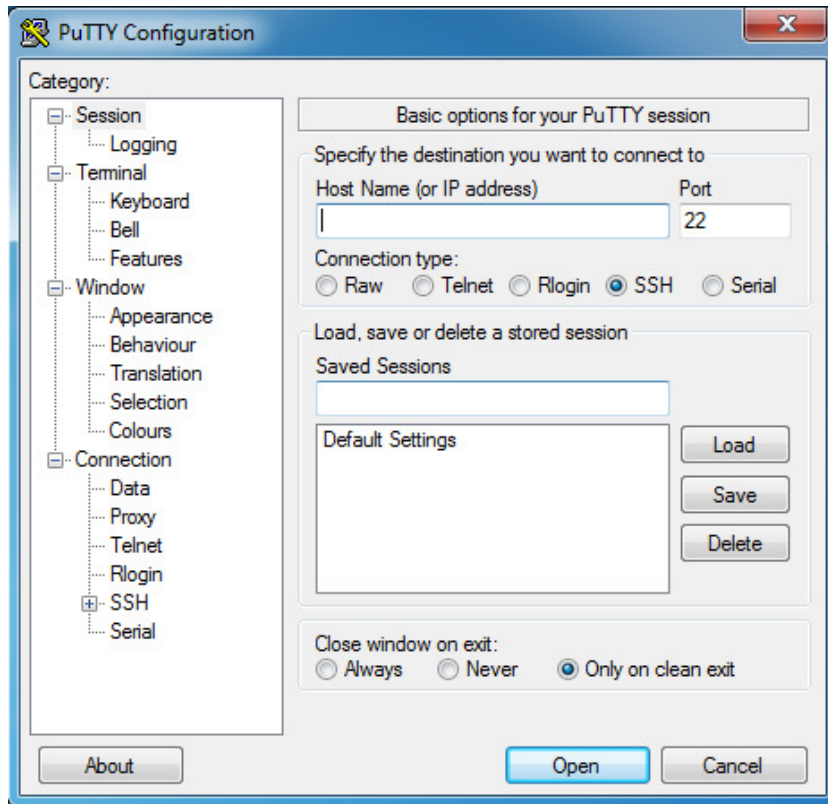 PuTTY Configuration
Category:
Session
Logging
Terminal
Keyboard
Bell
Features
Window
Appearance
Behaviour
Translation
Selection
Colours
Connection
Data
Proxy
Telnet
Rlogin
SSH
Serial
Basic options for your PuTTY session
Specify the destination you want to connect to
Host Name (or IP address) Port
22
Connection type:
Raw Telnet Rlogin SSH Serial
Load, save or delete a stored session
Saved Sessions
Default Settings
Load
Save
Delete
Close window on exit:
Always Never Only on clean exit
About Open Cancel